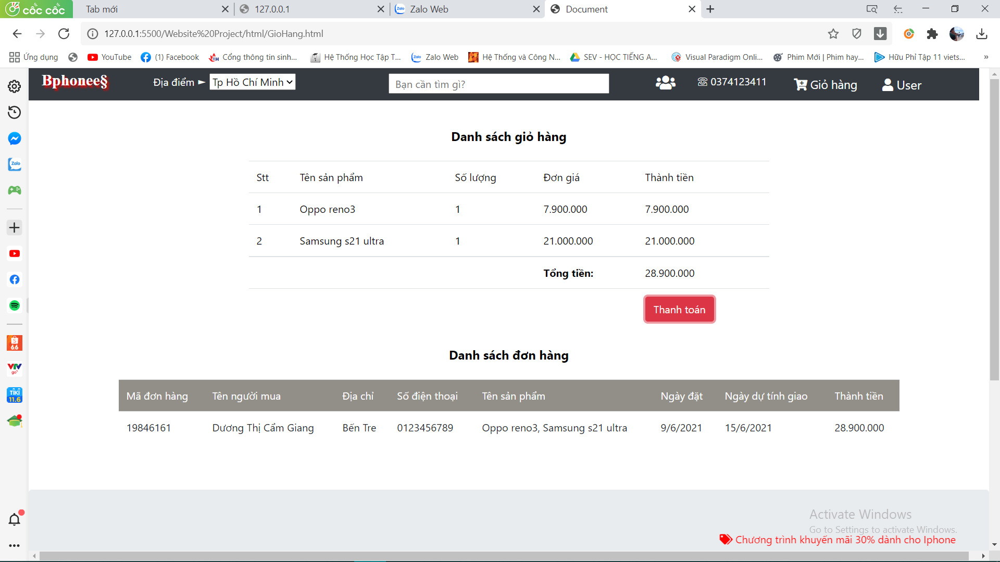 cốc cốc Tab mới 127.0.0.1 Zalo Web Document
127.0.0.1:5500/Website%20Project/html/GioHang.html
Ứng dụng YouTube (1) Facebook Cổng thông tin sinh... Hệ Thống Học Tập T... Zalo Web Hệ Thống và Công N... SEV - HỌC TIẾNG A... Visual Paradigm Onli... Phim Mới | Phim hay... Hữu Phỉ Tập 11 viets... »
Bphonee§ Địa điểm ► Tp Hồ Chí Minh Bạn cần tìm gì? ☏ 0374123411 Giỏ hàng User
Danh sách giỏ hàng
Stt Tên sản phẩm Số lượng Đơn giá Thành tiền
1 Oppo reno3 1 7.900.000 7.900.000
2 Samsung s21 ultra 1 21.000.000 21.000.000
Tổng tiền: 28.900.000
Thanh toán
Danh sách đơn hàng
Mã đơn hàng Tên người mua Địa chỉ Số điện thoại Tên sản phẩm Ngày đặt Ngày dự tính giao Thành tiền
19846161 Dương Thị Cẩm Giang Bến Tre 0123456789 Oppo reno3, Samsung s21 ultra 9/6/2021 15/6/2021 28.900.000
Zalo
S
66
VTV
go
TIKI
11.6
Activate Windows
Go to Settings to activate Windows.
Chương trình khuyến mãi 30% dành cho Iphone